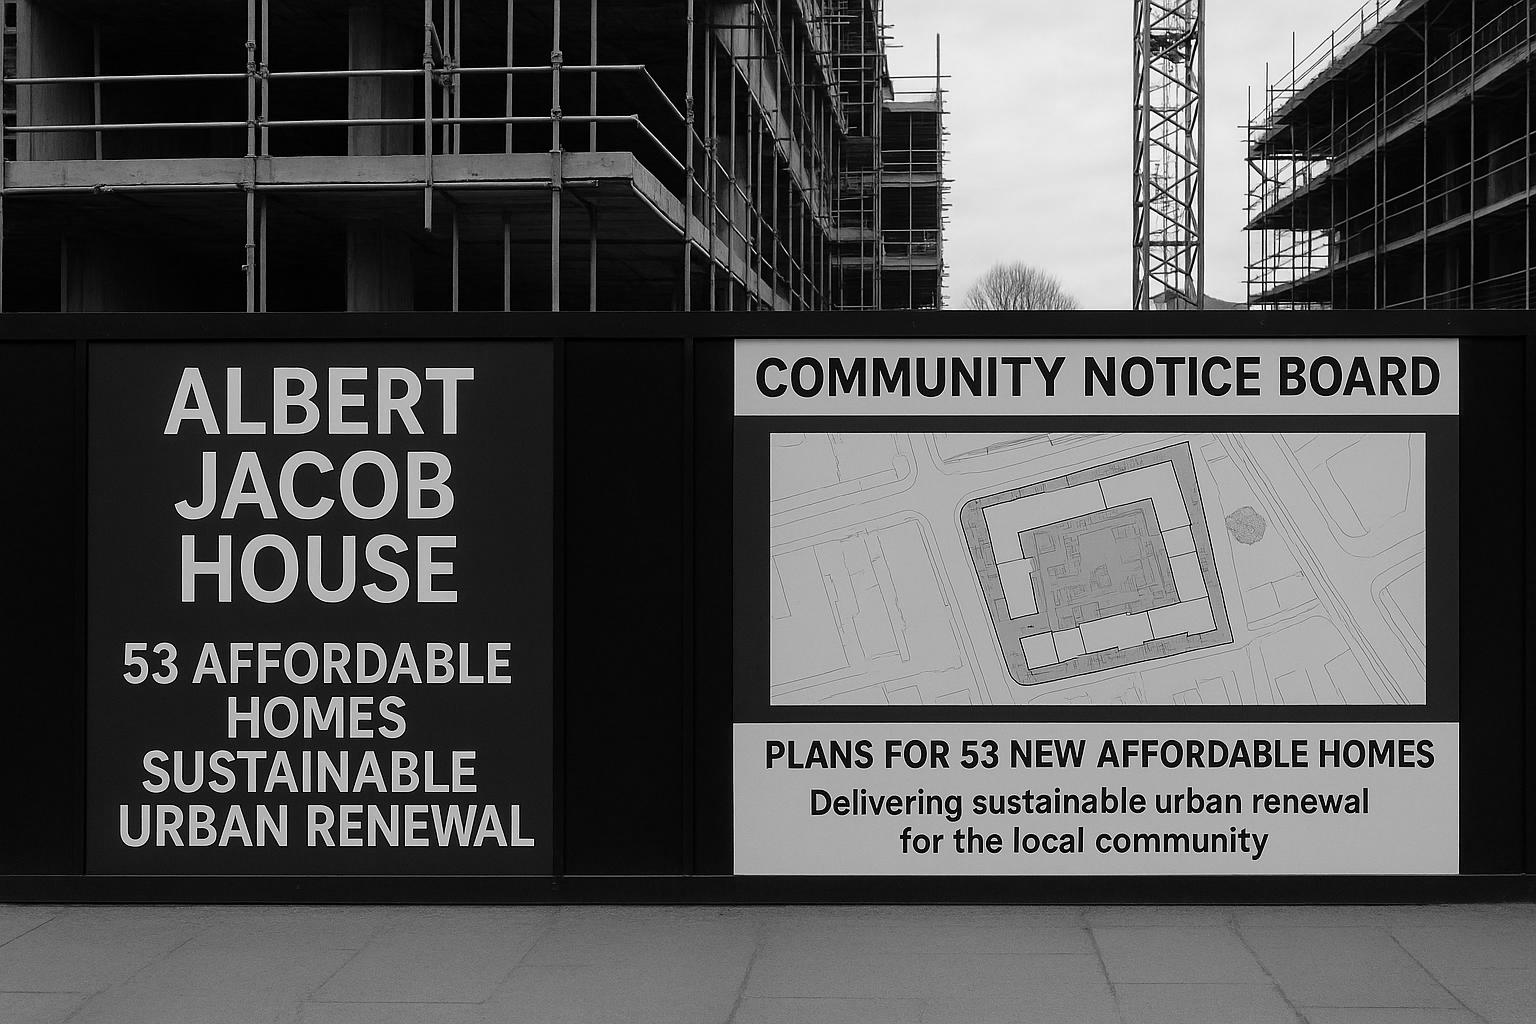 ALBERT
JACOB
HOUSE
53 AFFORDABLE
HOMES
SUSTAINABLE
URBAN RENEWAL
COMMUNITY NOTICE BOARD
PLANS FOR 53 NEW AFFORDABLE HOMES
Delivering sustainable urban renewal
for the local community